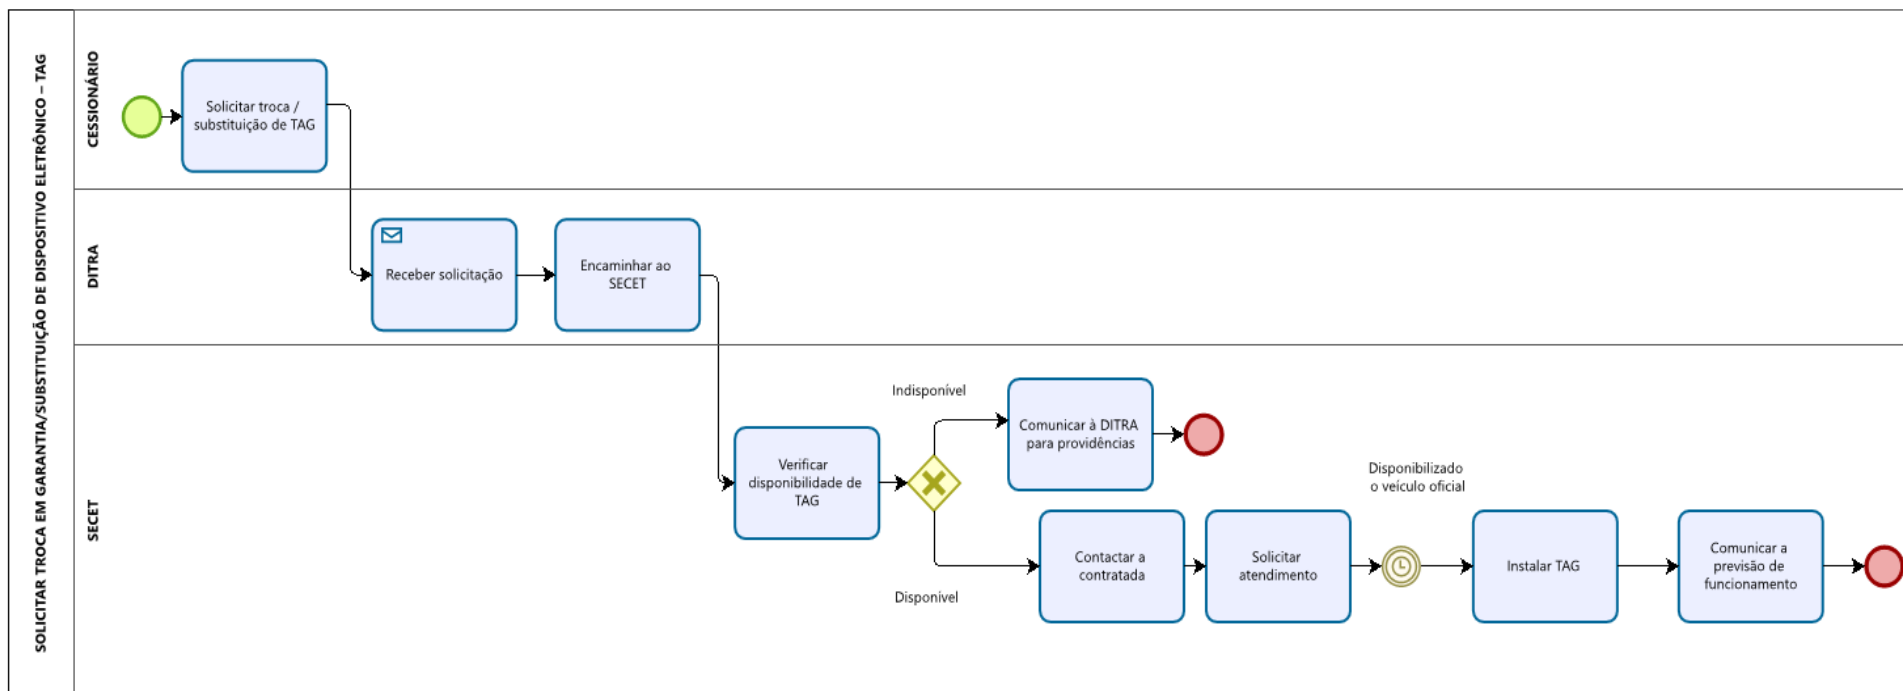 SOLICITAR TROCA EM GARANTIA/SUBSTITUIÇÃO DE DISPOSITIVO ELETRÔNICO – TAG
CESSIONÁRIO
Solicitar troca /
substituição de TAG
DITRA
Receber solicitação
Encaminhar ao
SECET
SECET
Verificar
disponibilidade de
TAG
Indisponível
Comunicar à DITRA
para providências
Disponível
Contactar a
contratada
Solicitar
atendimento
Disponibilizado
o veículo oficial
Instalar TAG
Comunicar a
previsão de
funcionamento